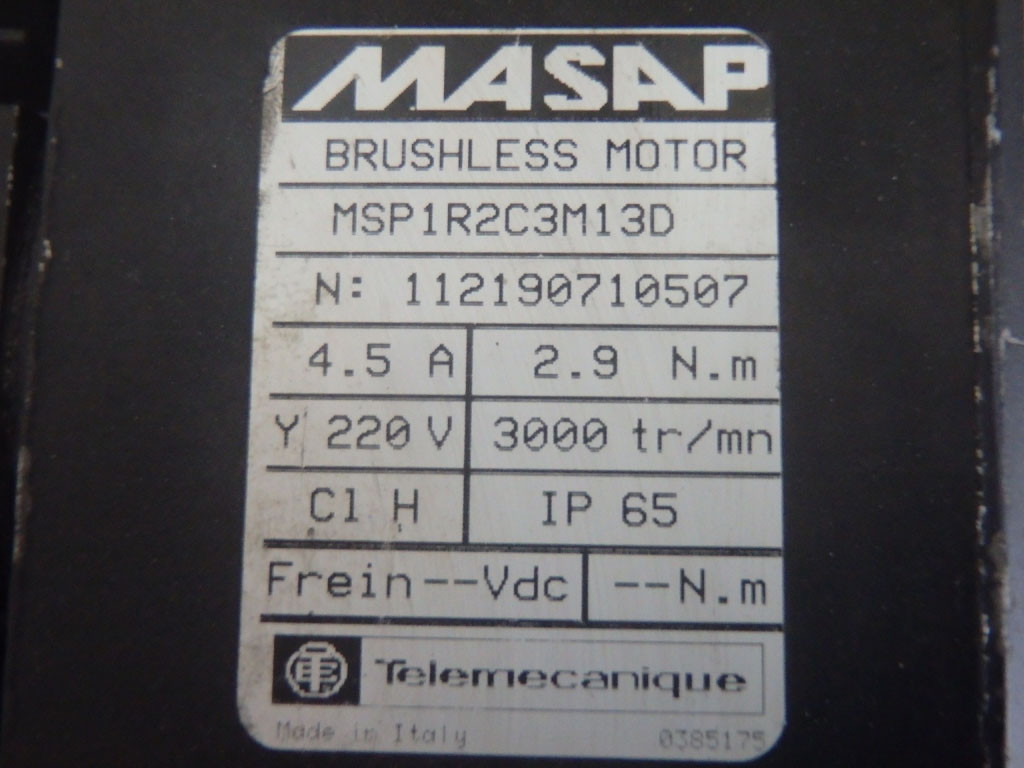 MASAP
BRUSHLESS MOTOR
MSP1R2C3M13D
N: 112190710507
4.5 A 2.9 N.m
Y 220 V 3000 tr/mn
Cl H IP 65
Frein--Vdc --N.m
TE Telemecanique
Made in Italy 0385175